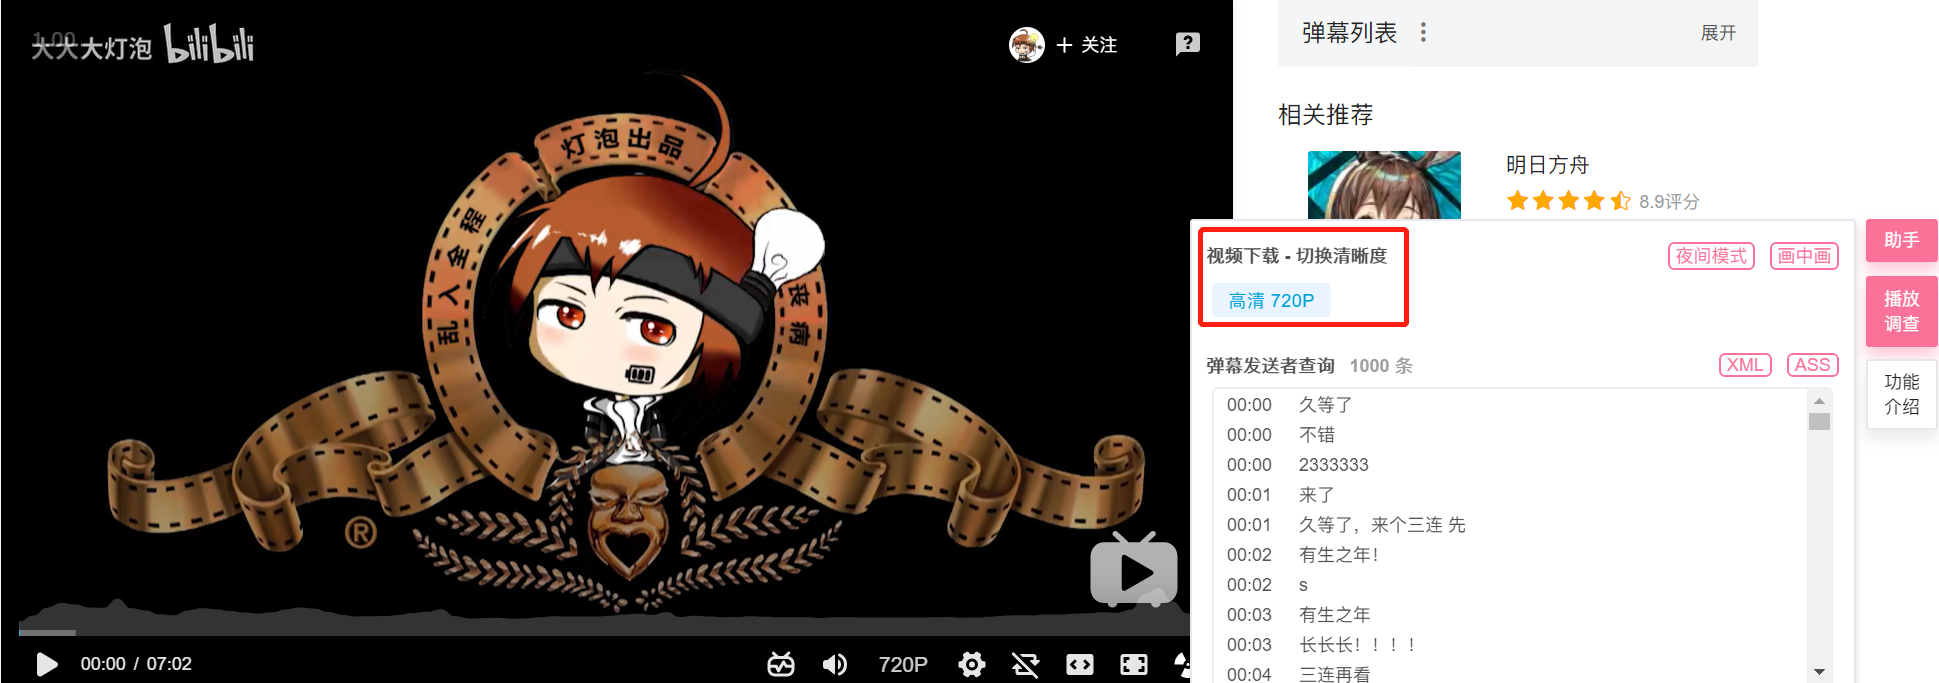 大大大灯泡 bilibili
1.00
关注
灯泡出品
乱入全程
丧病
®
00:00 / 07:02
720P
弹幕列表
展开
相关推荐
明日方舟
8.9评分
视频下载 - 切换清晰度
夜间模式 画中画
高清 720P
弹幕发送者查询 1000 条
XML ASS
00:00 久等了
00:00 不错
00:00 2333333
00:01 来了
00:01 久等了，来个三连 先
00:02 有生之年！
00:02 s
00:03 有生之年
00:03 长长长！！！！
00:04 三连再看
助手
播放
调查
功能
介绍